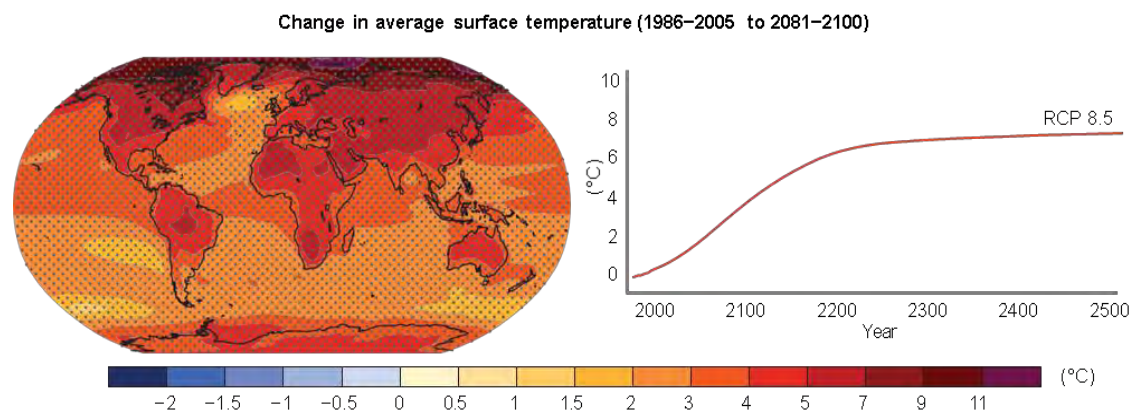 Change in average surface temperature (1986−2005 to 2081−2100)
10
8
6
4
2
0
(°C)
RCP 8.5
2000 2100 2200 2300 2400 2500
Year
−2 −1.5 −1 −0.5 0 0.5 1 1.5 2 3 4 5 7 9 11 (°C)